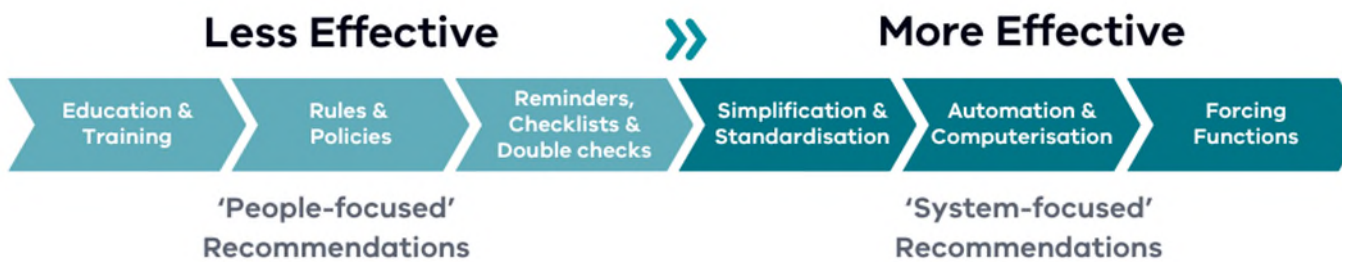 Less Effective
More Effective
Education &
Training
Rules &
Policies
Reminders,
Checklists &
Double checks
Simplification &
Standardisation
Automation &
Computerisation
Forcing
Functions
‘People-focused’
Recommendations
‘System-focused’
Recommendations